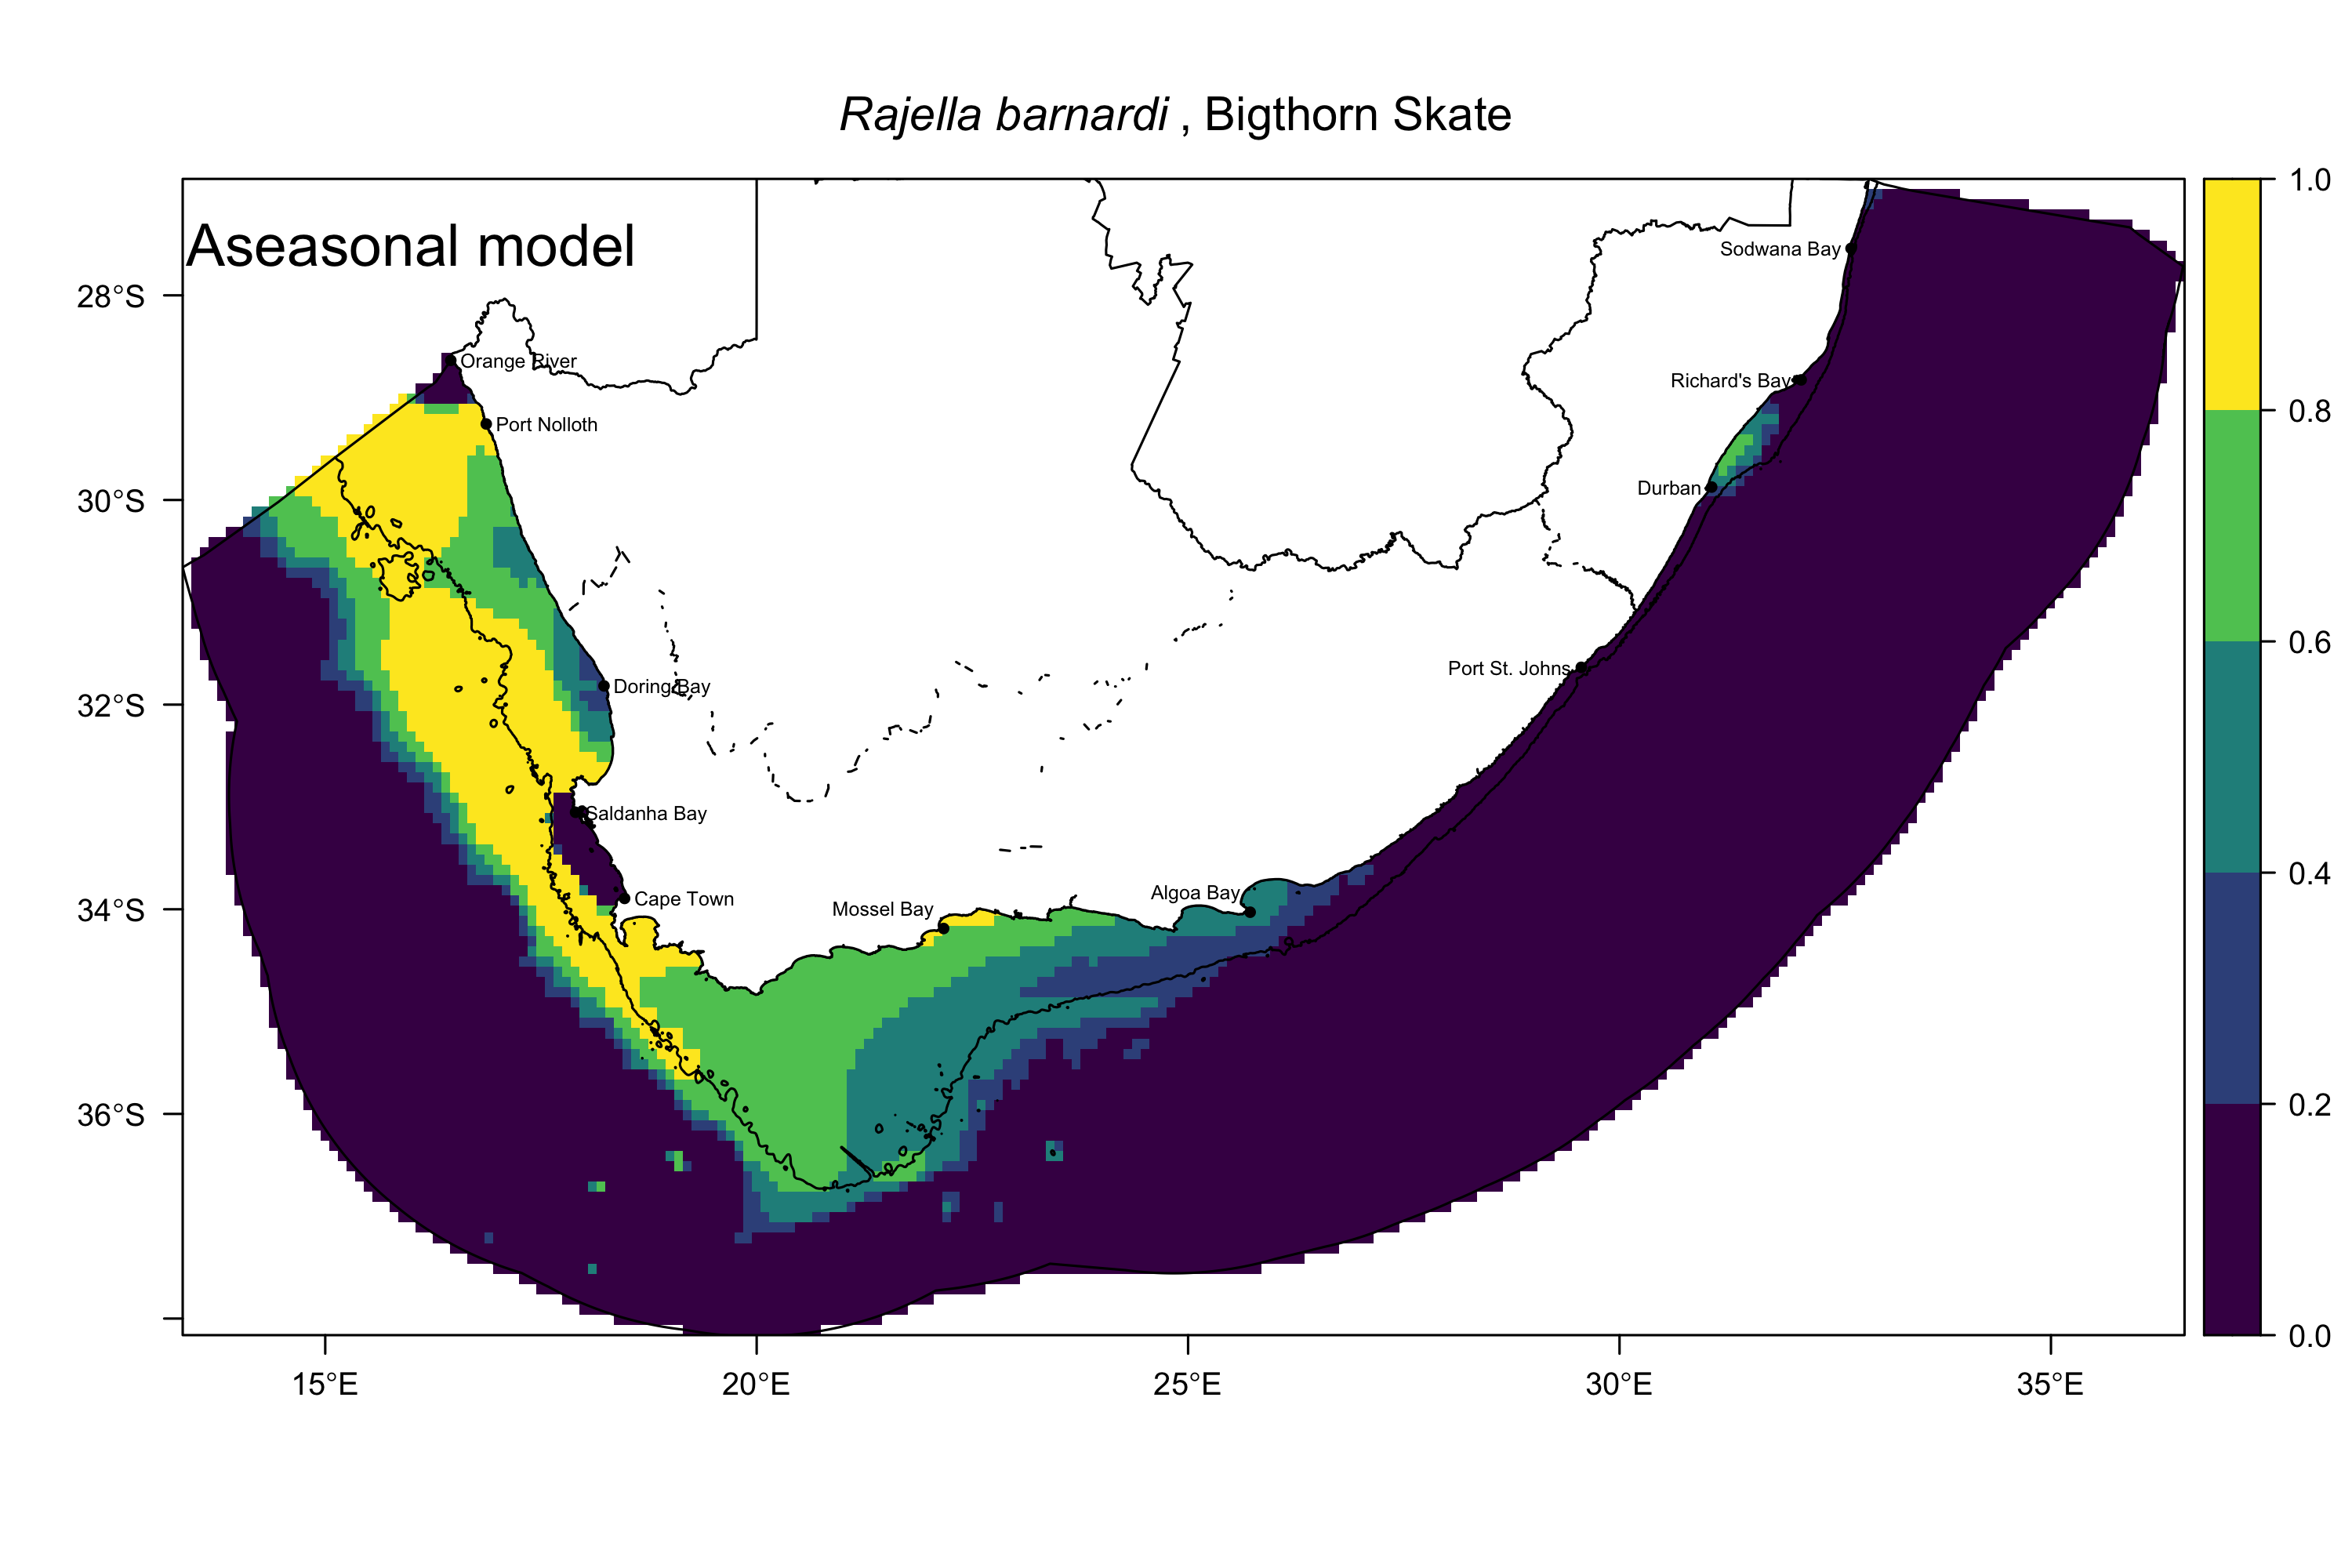 Rajella barnardi , Bigthorn Skate
Aseasonal model
1.0
0.8
0.6
0.4
0.2
0.0
28°S
30°S
32°S
34°S
36°S
15°E
20°E
25°E
30°E
35°E
Orange River
Port Nolloth
Doring Bay
Saldanha Bay
Cape Town
Mossel Bay
Algoa Bay
Port St. Johns
Durban
Richard's Bay
Sodwana Bay